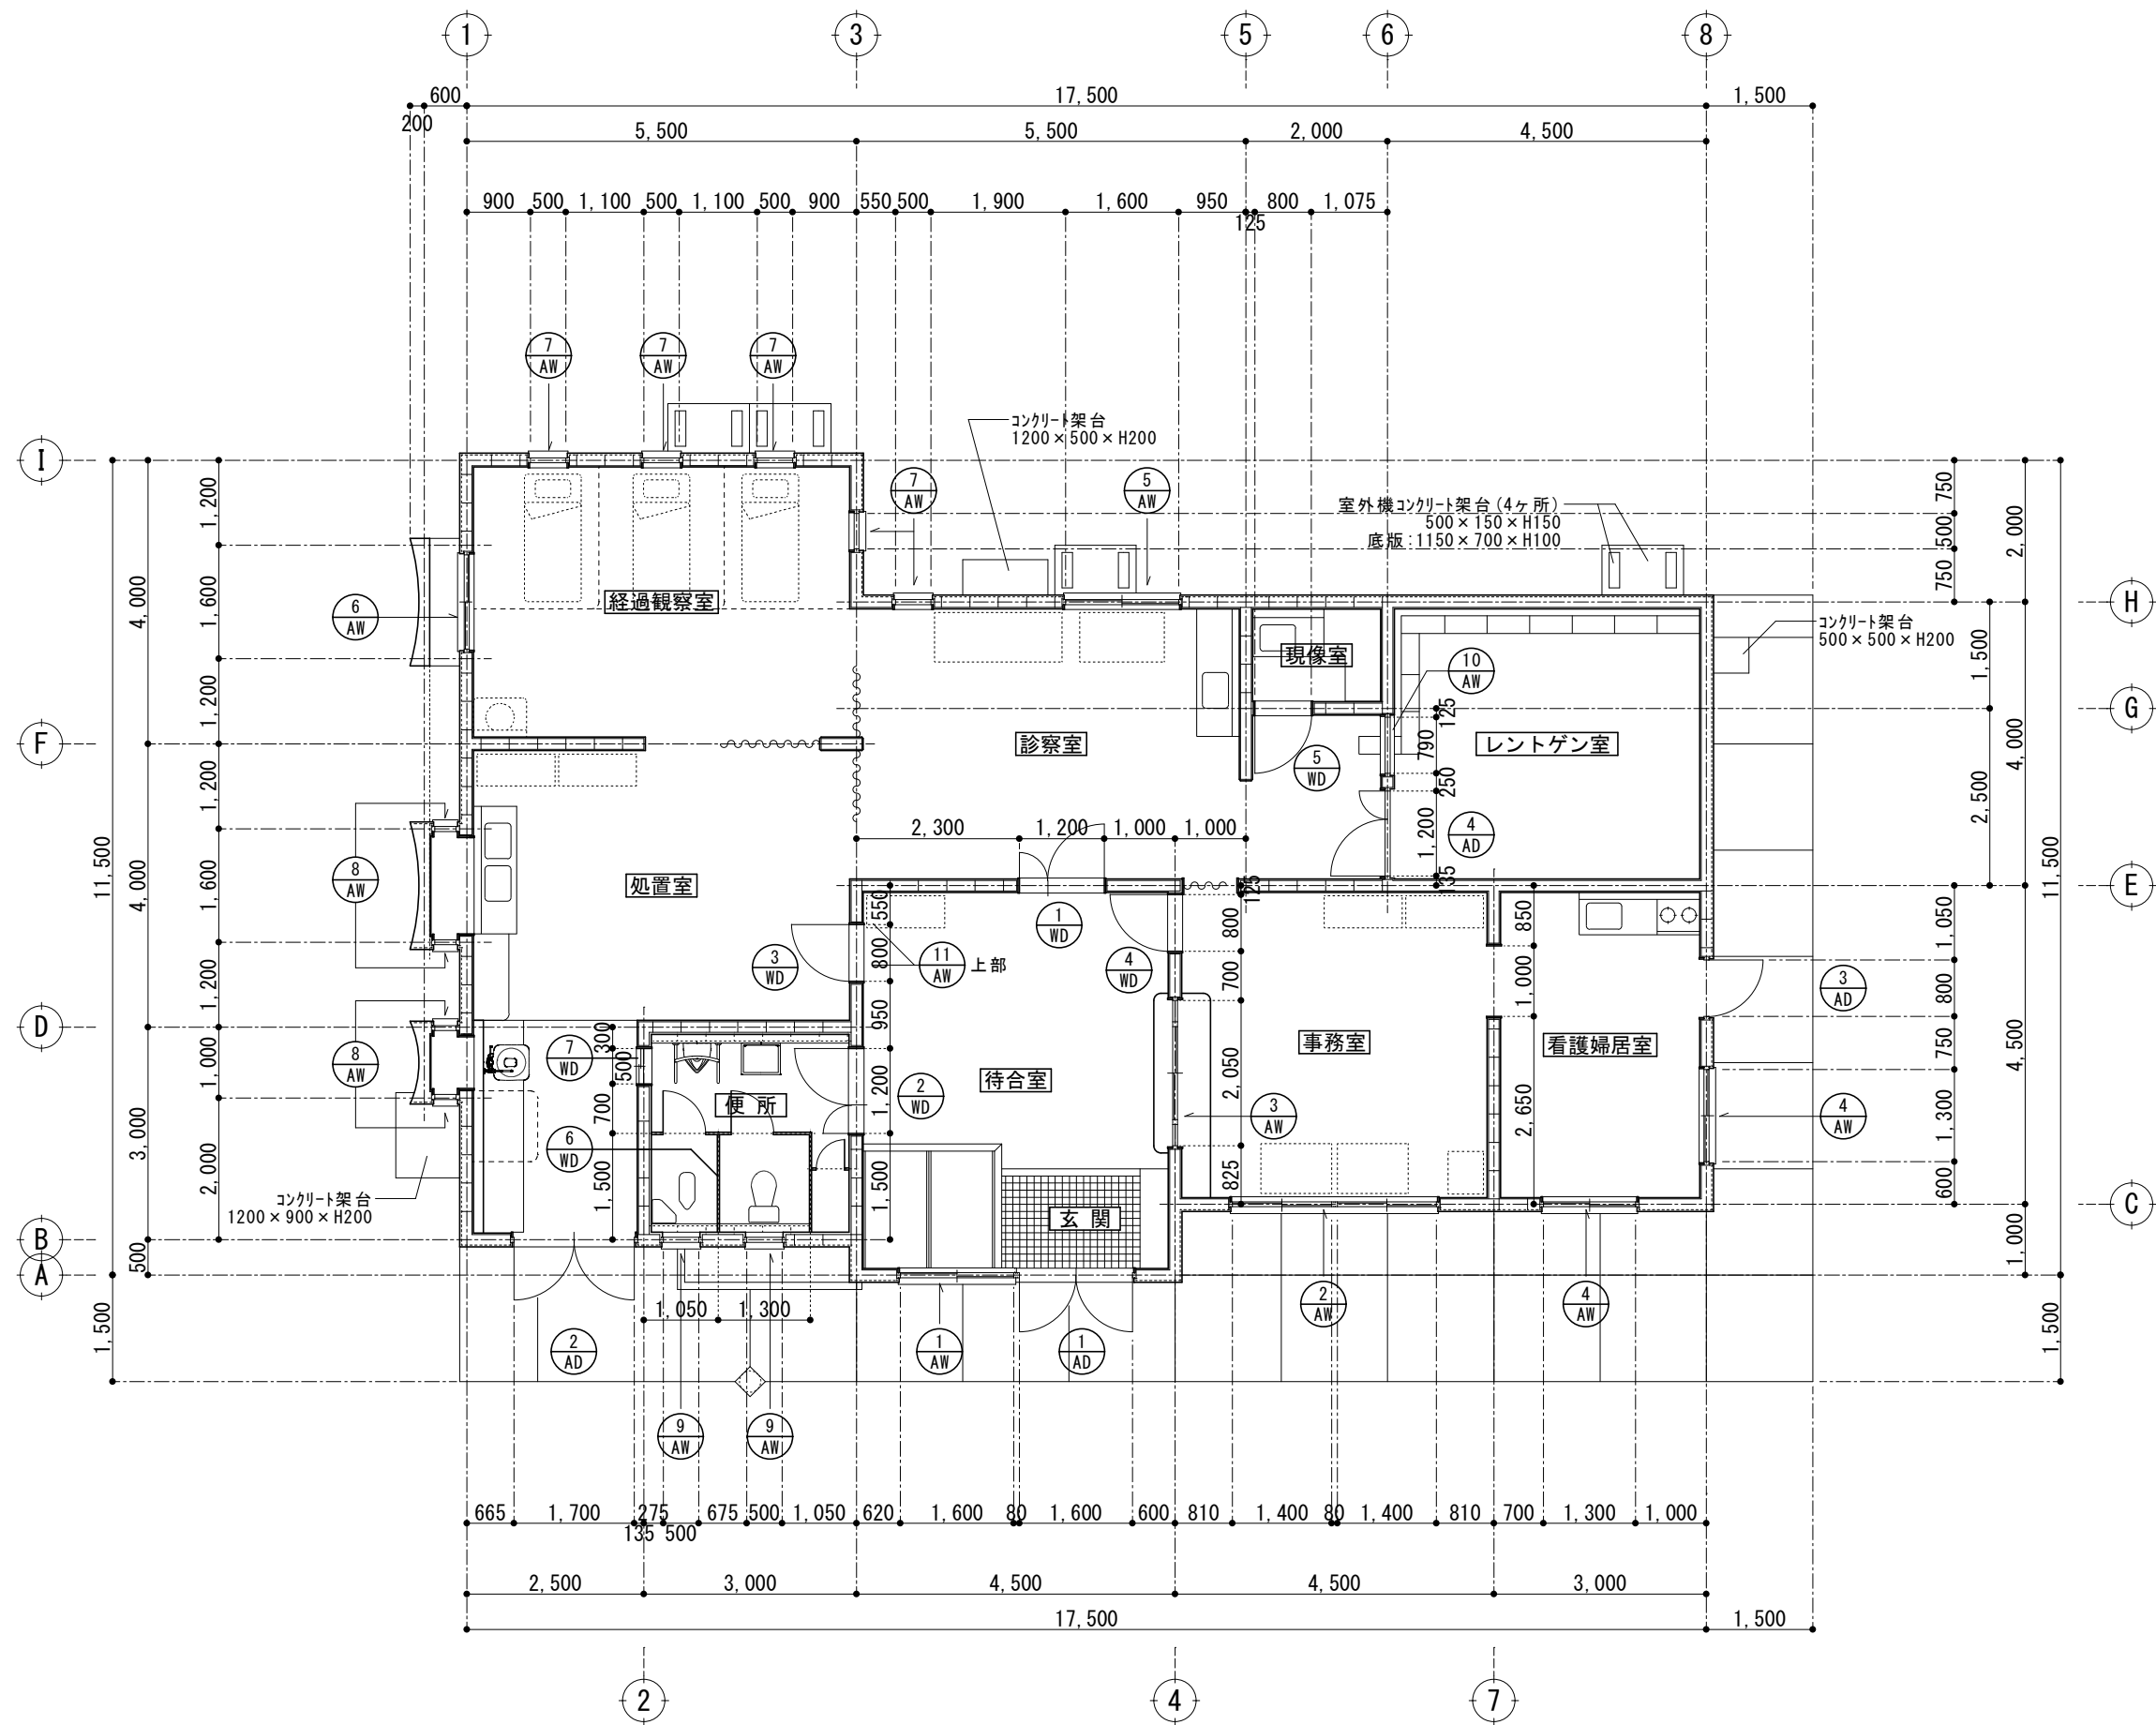 1 3 5 6 8
600 17,500 1,500
200
5,500 5,500 2,000 4,500
900 500 1,100 500 1,100 500 900 550 500 1,900 1,600 950 800 1,075
125
7 AW
7 AW
7 AW
コンクリート架台
1200×500×H200
I
7 AW
5 AW
室外機コンクリート架台(4ヶ所)
500×150×H150
底版:1150×700×H100
750
500
750
2,000
1,200
1,600
1,200
4,000
6 AW
経過観察室
H
コンクリート架台
500×500×H200
現像室
10 AW
1,500
G
F
診察室
レントゲン室
125
790
250
1,200
135
5 WD
4 AD
2,500
4,000
11,500
11,500
4,000
1,200
1,600
1,200
2,300 1,200 1,000 1,000
8 AW
処置室
E
125
1 WD
550
800
950
3 WD
11 AW 上部
4 WD
800
700
2,050
825
850
1,000
2,650
1,050
800
750
1,300
600
4,500
3 AD
D
8 AW
7 WD
300
500
700
1,500
1,000
2,000
3,000
事務室
看護婦居室
待合室
便 所
2 WD
1,200
1,500
3 AW
4 AW
6 WD
コンクリート架台
1200×900×H200
玄 関
C
B
A
500
1,000
1,500
1,500
1,050 1,300
2 AD
1 AW
1 AD
2 AW
4 AW
9 AW
9 AW
665 1,700 275 675 500 1,050 620 1,600 80 1,600 600 810 1,400 80 1,400 810 700 1,300 1,000
135 500
2,500 3,000 4,500 4,500 3,000
17,500 1,500
2 4 7